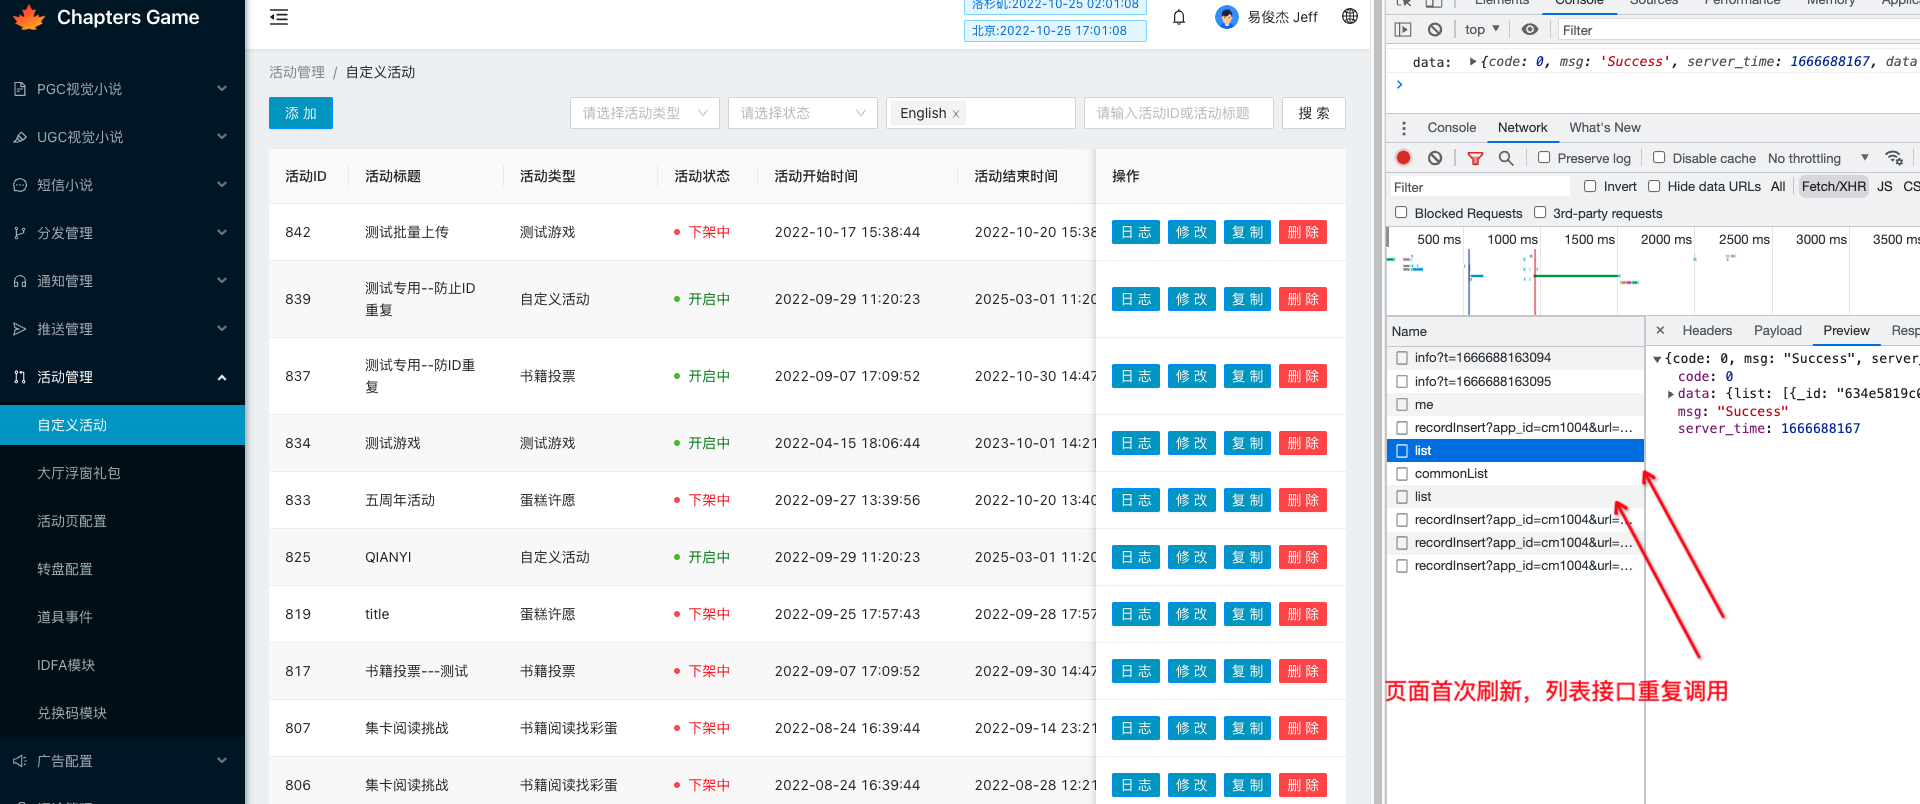 Chapters Game
洛杉矶:2022-10-25 02:01:08
北京:2022-10-25 17:01:08
易俊杰 Jeff
PGC视觉小说
UGC视觉小说
短信小说
分发管理
通知管理
推送管理
活动管理
自定义活动
大厅浮窗礼包
活动页配置
转盘配置
道具事件
IDFA模块
兑换码模块
广告配置
活动管理 / 自定义活动
添 加 请选择活动类型 请选择状态 English × 请输入活动ID或活动标题 搜 索
活动ID 活动标题 活动类型 活动状态 活动开始时间 活动结束时间 操作
842 测试批量上传 测试游戏 下架中 2022-10-17 15:38:44 2022-10-20 15:38 日 志 修 改 复 制 删 除
839 测试专用--防止ID 自定义活动 开启中 2022-09-29 11:20:23 2025-03-01 11:20 日 志 修 改 复 制 删 除
重复
837 测试专用--防ID重 书籍投票 开启中 2022-09-07 17:09:52 2022-10-30 14:47 日 志 修 改 复 制 删 除
复
834 测试游戏 测试游戏 开启中 2022-04-15 18:06:44 2023-10-01 14:21 日 志 修 改 复 制 删 除
833 五周年活动 蛋糕许愿 下架中 2022-09-27 13:39:56 2022-10-20 13:40 日 志 修 改 复 制 删 除
825 QIANYI 自定义活动 开启中 2022-09-29 11:20:23 2025-03-01 11:20 日 志 修 改 复 制 删 除
819 title 蛋糕许愿 下架中 2022-09-25 17:57:43 2022-09-28 17:57 日 志 修 改 复 制 删 除
817 书籍投票---测试 书籍投票 下架中 2022-09-07 17:09:52 2022-09-30 14:47 日 志 修 改 复 制 删 除
807 集卡阅读挑战 书籍阅读找彩蛋 下架中 2022-08-24 16:39:44 2022-09-14 23:21 日 志 修 改 复 制 删 除
806 集卡阅读挑战 书籍阅读找彩蛋 下架中 2022-08-24 16:39:44 2022-08-28 12:21 日 志 修 改 复 制 删 除
Elements Console Sources Performance Memory Applic
top Filter
data: {code: 0, msg: 'Success', server_time: 1666688167, data
Console Network What's New
Preserve log Disable cache No throttling
Filter Invert Hide data URLs All Fetch/XHR JS CS
Blocked Requests 3rd-party requests
500 ms 1000 ms 1500 ms 2000 ms 2500 ms 3000 ms 3500 m
Name
info?t=1666688163094
info?t=1666688163095
me
recordInsert?app_id=cm1004&url=...
list
commonList
list
recordInsert?app_id=cm1004&url=...
recordInsert?app_id=cm1004&url=...
recordInsert?app_id=cm1004&url=...
× Headers Payload Preview Resp
{code: 0, msg: "Success", server_
code: 0
data: {list: [{_id: "634e5819c0
msg: "Success"
server_time: 1666688167
页面首次刷新，列表接口重复调用